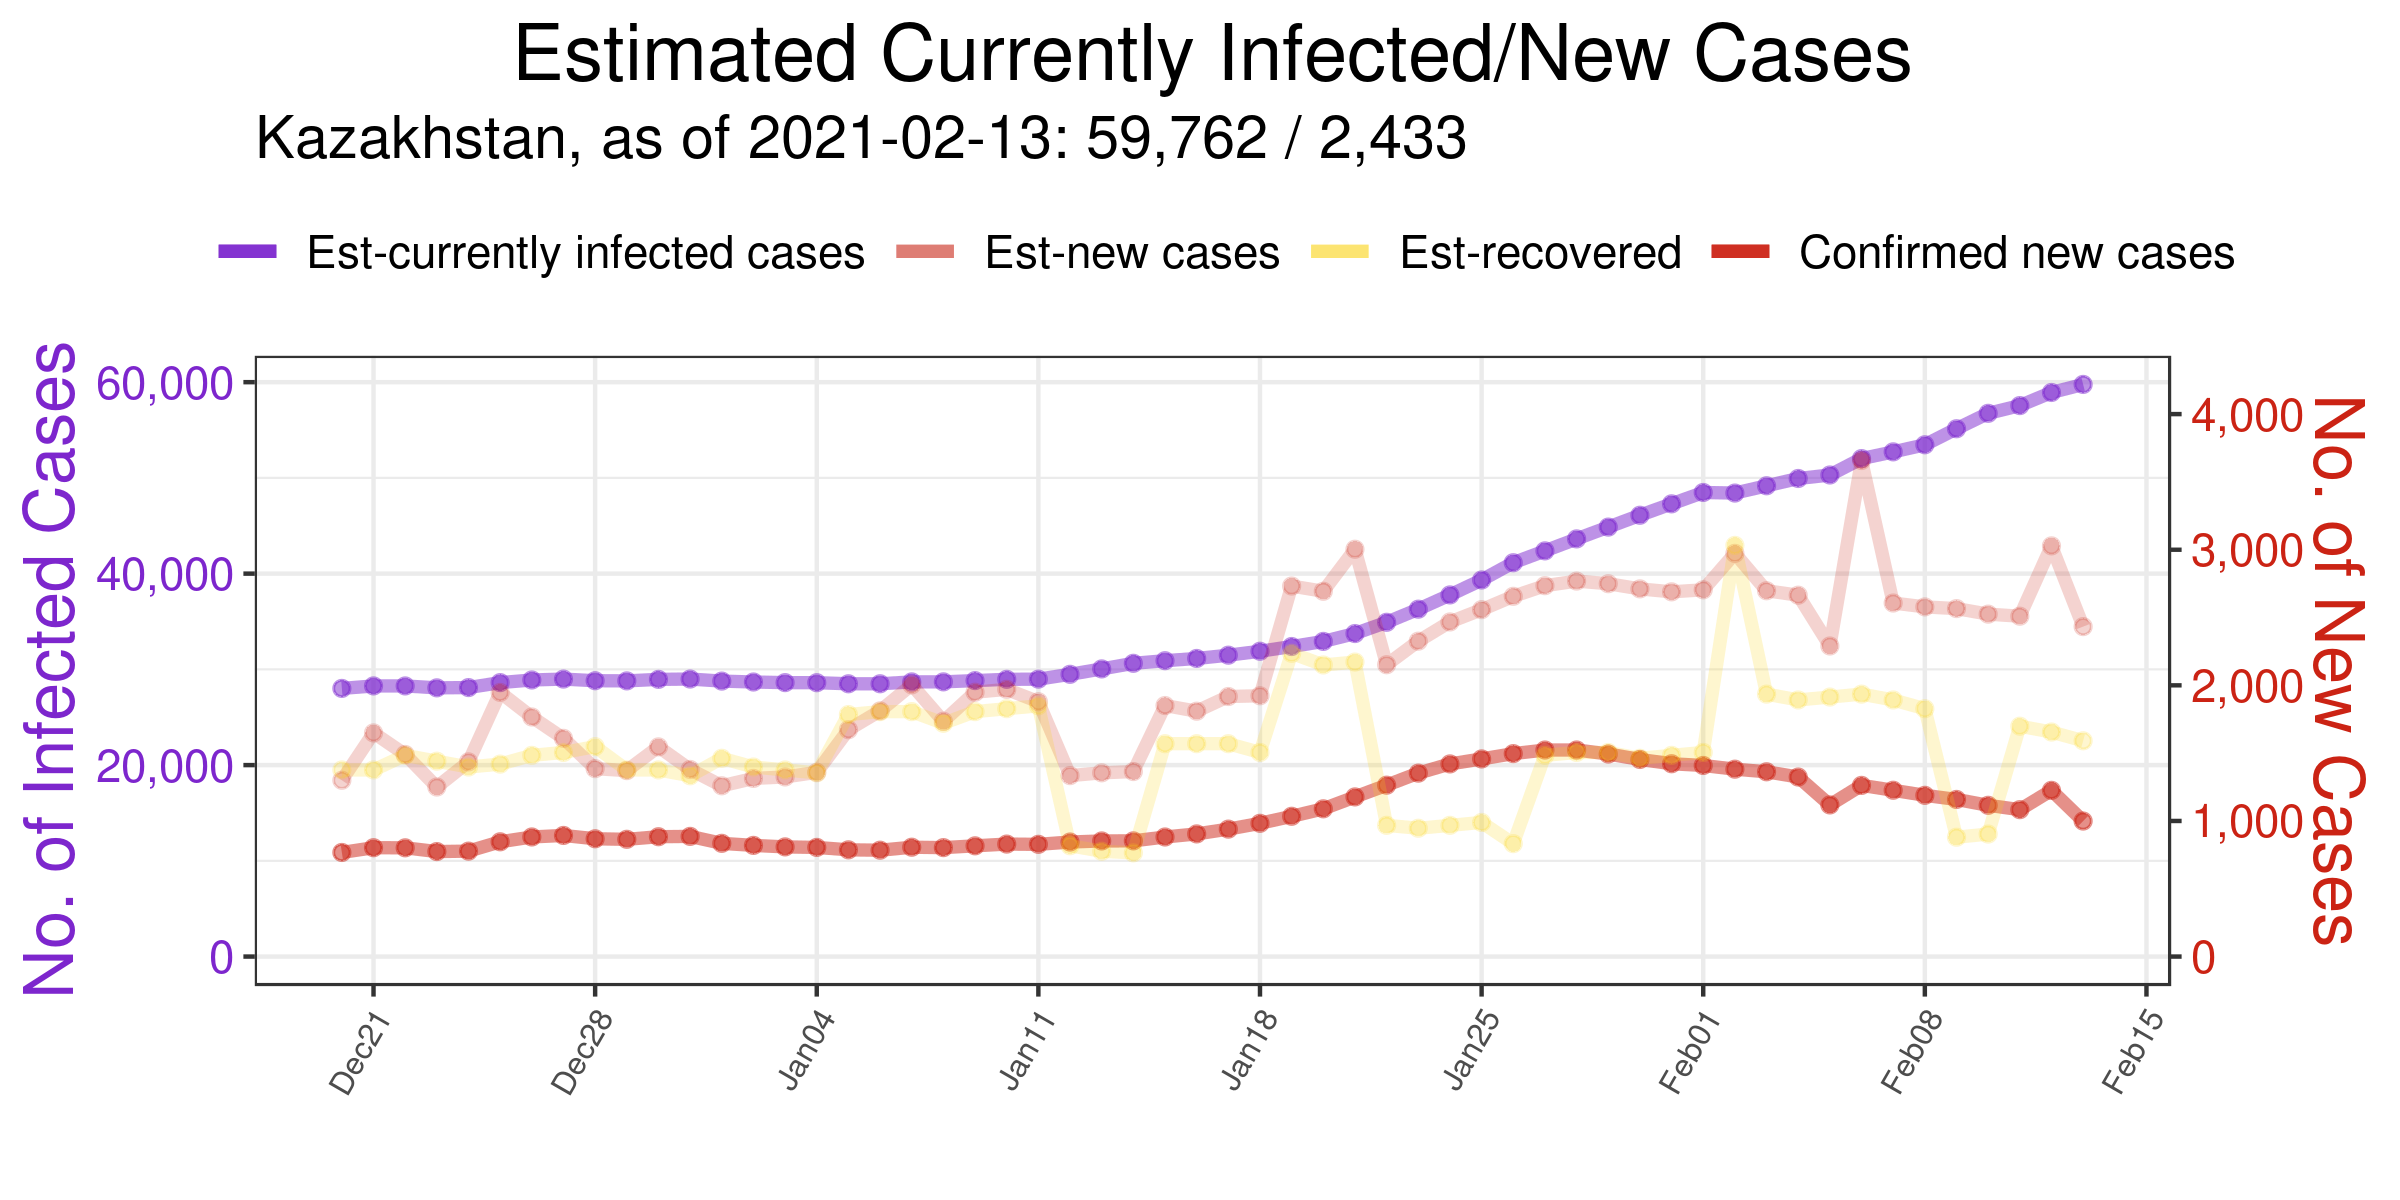 Estimated Currently Infected/New Cases
Kazakhstan, as of 2021-02-13: 59,762 / 2,433
Est-currently infected cases Est-new cases Est-recovered Confirmed new cases
No. of Infected Cases
60,000
40,000
20,000
0
4,000
3,000
2,000
1,000
0
No. of New Cases
Dec21 Dec28 Jan04 Jan11 Jan18 Jan25 Feb01 Feb08 Feb15